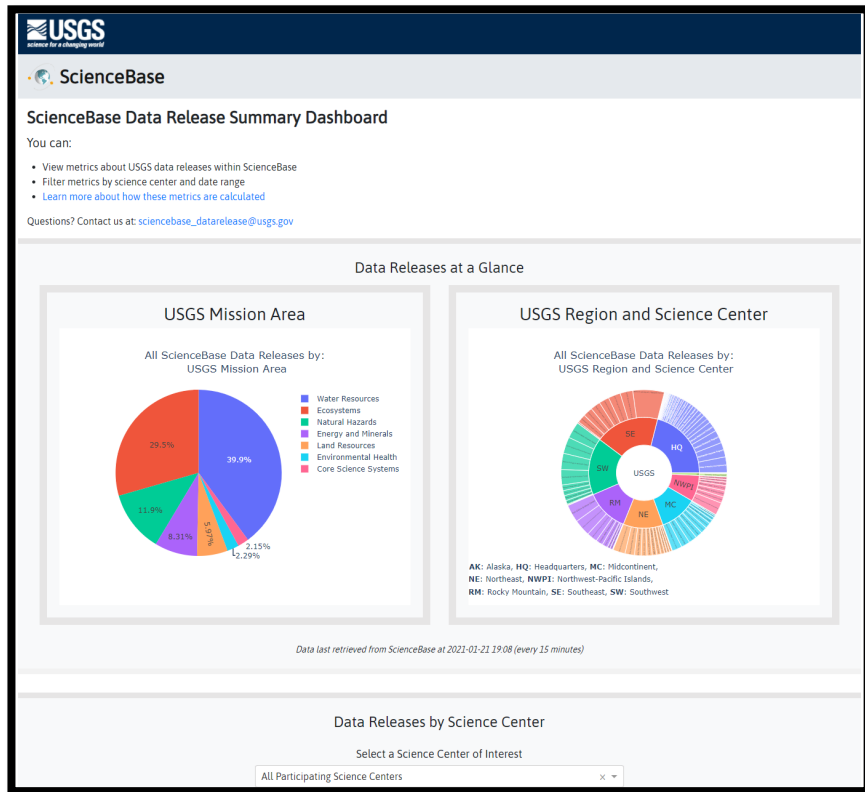 USGS
science for a changing world
ScienceBase
ScienceBase Data Release Summary Dashboard
You can:
• View metrics about USGS data releases within ScienceBase
• Filter metrics by science center and date range
• Learn more about how these metrics are calculated
Questions? Contact us at: sciencebase_datarelease@usgs.gov
Data Releases at a Glance
USGS Mission Area
All ScienceBase Data Releases by:
USGS Mission Area
Water Resources
Ecosystems
Natural Hazards
Energy and Minerals
Land Resources
Environmental Health
Core Science Systems
39.9%
29.5%
11.9%
8.31%
5.97%
2.29%
2.15%
USGS Region and Science Center
All ScienceBase Data Releases by:
USGS Region and Science Center
USGS
HQ
SE
SW
RM
NE
MC
NWPI
AK: Alaska, HQ: Headquarters, MC: Midcontinent,
NE: Northeast, NWPI: Northwest-Pacific Islands,
RM: Rocky Mountain, SE: Southeast, SW: Southwest
Data last retrieved from ScienceBase at 2021-01-21 19:08 (every 15 minutes)
Data Releases by Science Center
Select a Science Center of Interest
All Participating Science Centers